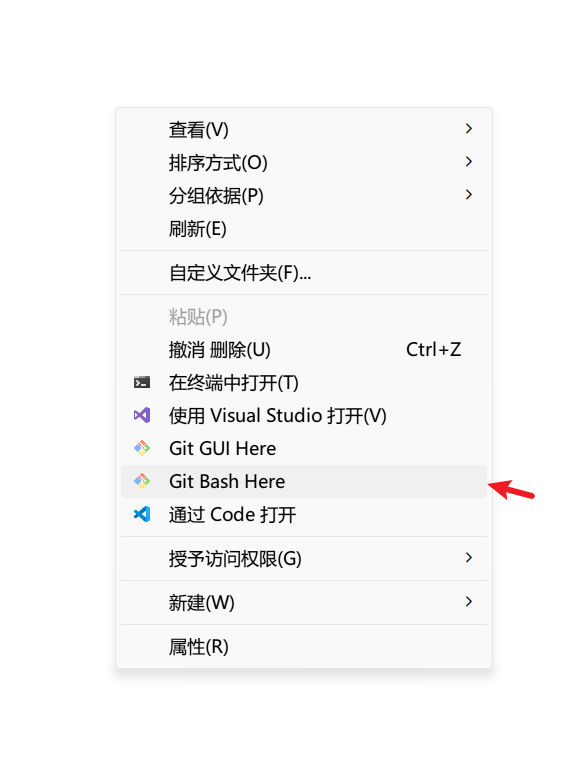 查看(V)
排序方式(O)
分组依据(P)
刷新(E)
自定义文件夹(F)...
粘贴(P)
撤消 删除(U) Ctrl+Z
在终端中打开(T)
使用 Visual Studio 打开(V)
Git GUI Here
Git Bash Here
通过 Code 打开
授予访问权限(G)
新建(W)
属性(R)